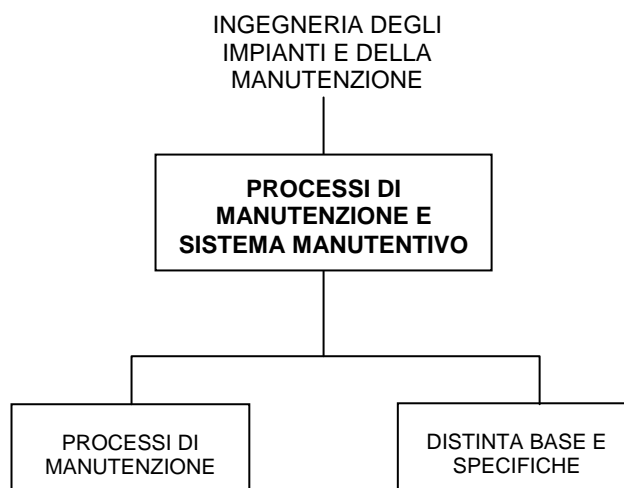 INGEGNERIA DEGLI
IMPIANTI E DELLA
MANUTENZIONE
PROCESSI DI
MANUTENZIONE E
SISTEMA MANUTENTIVO
PROCESSI DI
MANUTENZIONE
DISTINTA BASE E
SPECIFICHE